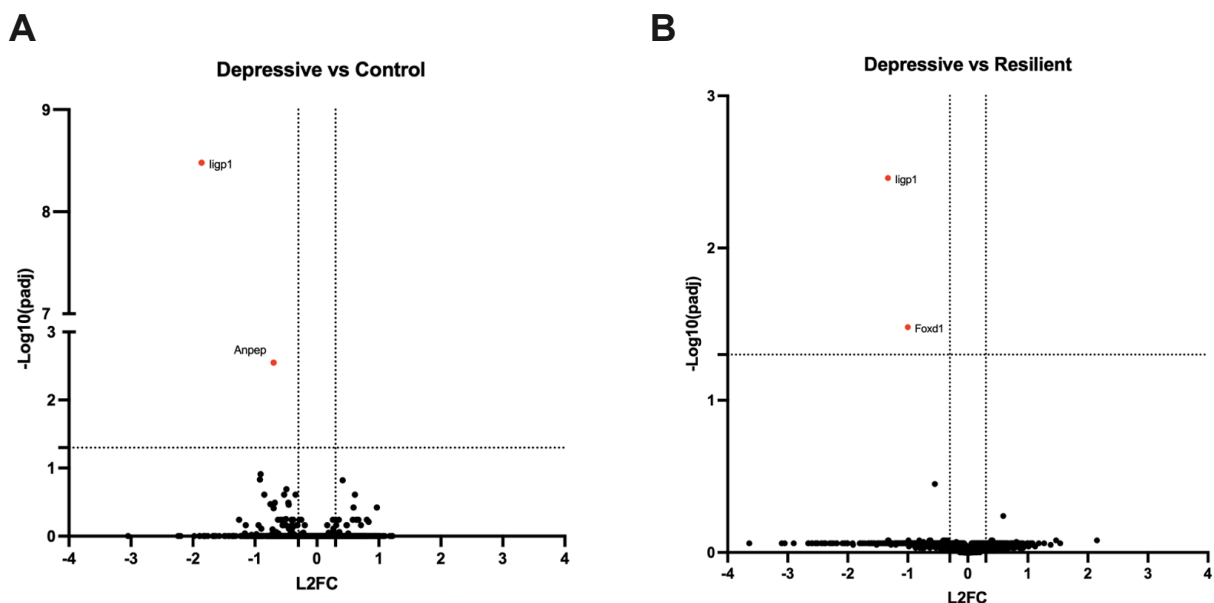 A
Depressive vs Control
9
8
7
3
2
1
0
-Log10(padj)
Iigp1
Anpep
-4 -3 -2 -1 0 1 2 3 4
L2FC
B
Depressive vs Resilient
3
2
1
0
-Log10(padj)
Iigp1
Foxd1
-4 -3 -2 -1 0 1 2 3 4
L2FC